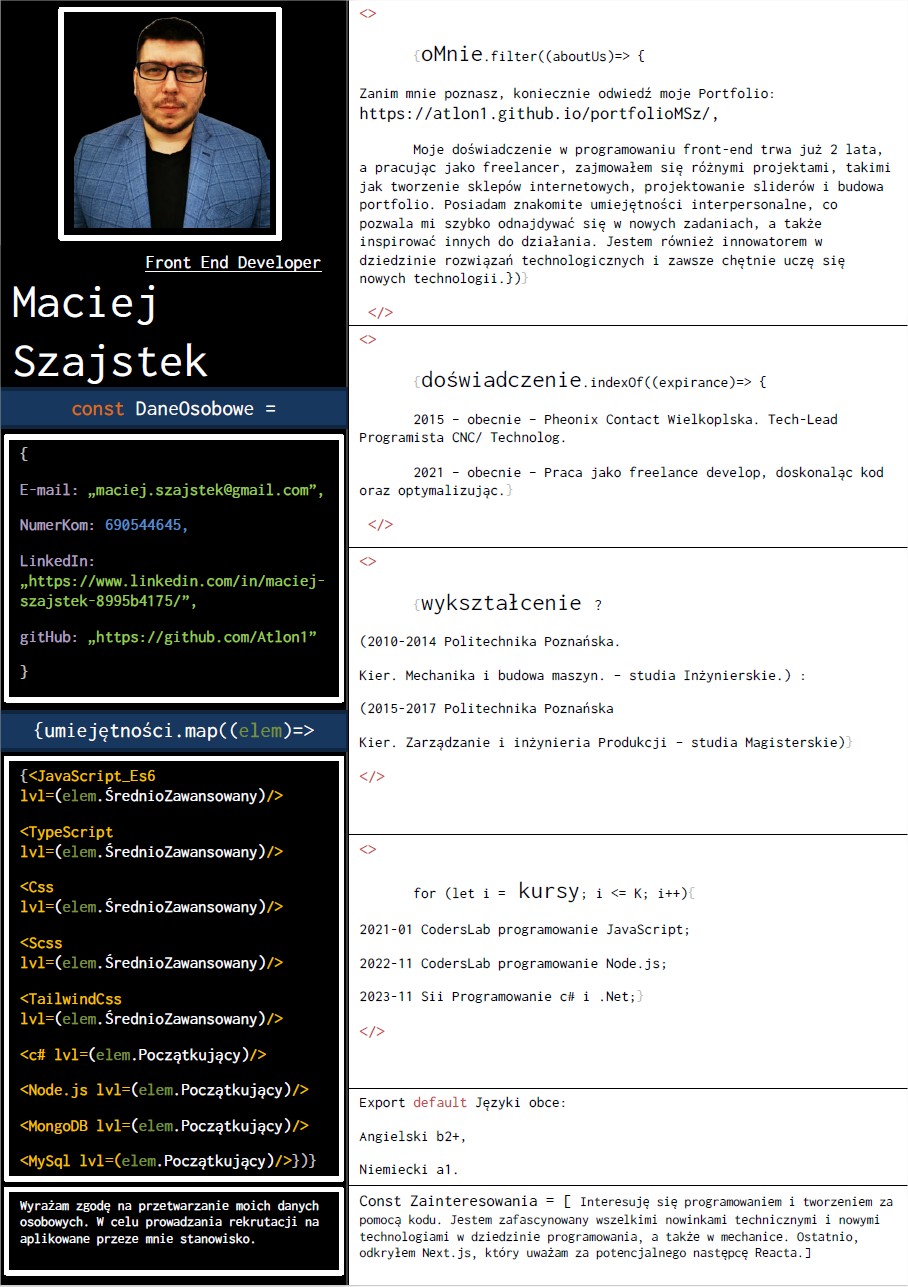 Front End Developer
Maciej
Szajstek
const DaneOsobowe =
{
E-mail: „maciej.szajstek@gmail.com”,
NumerKom: 690544645,
LinkedIn:
„https://www.linkedin.com/in/maciej-
szajstek-8995b4175/”,
gitHub: „https://github.com/Atlon1”
}
{umiejętności.map((elem)=>
{<JavaScript_Es6
lvl=(elem.ŚrednioZawansowany)/>
<TypeScript
lvl=(elem.ŚrednioZawansowany)/>
<Css
lvl=(elem.ŚrednioZawansowany)/>
<Scss
lvl=(elem.ŚrednioZawansowany)/>
<TailwindCss
lvl=(elem.ŚrednioZawansowany)/>
<c# lvl=(elem.Początkujący)/>
<Node.js lvl=(elem.Początkujący)/>
<MongoDB lvl=(elem.Początkujący)/>
<MySql lvl=(elem.Początkujący)/>})}
Wyrażam zgodę na przetwarzanie moich danych
osobowych. W celu prowadzania rekrutacji na
aplikowane przeze mnie stanowisko.
<>
{oMnie.filter((aboutUs)=> {
Zanim mnie poznasz, koniecznie odwiedź moje Portfolio:
https://atlon1.github.io/portfolioMSz/,
Moje doświadczenie w programowaniu front-end trwa już 2 lata,
a pracując jako freelancer, zajmowałem się różnymi projektami, takimi
jak tworzenie sklepów internetowych, projektowanie sliderów i budowa
portfolio. Posiadam znakomite umiejętności interpersonalne, co
pozwala mi szybko odnajdywać się w nowych zadaniach, a także
inspirować innych do działania. Jestem również innowatorem w
dziedzinie rozwiązań technologicznych i zawsze chętnie uczę się
nowych technologii.})}
</>
<>
{doświadczenie.indexOf((expirance)=> {
2015 – obecnie – Pheonix Contact Wielkoplska. Tech-Lead
Programista CNC/ Technolog.
2021 – obecnie – Praca jako freelance develop, doskonaląc kod
oraz optymalizując.}
</>
<>
{wykształcenie ?
(2010-2014 Politechnika Poznańska.
Kier. Mechanika i budowa maszyn. – studia Inżynierskie.) :
(2015-2017 Politechnika Poznańska
Kier. Zarządzanie i inżynieria Produkcji – studia Magisterskie)}
</>
<>
for (let i = kursy; i <= K; i++){
2021-01 CodersLab programowanie JavaScript;
2022-11 CodersLab programowanie Node.js;
2023-11 Sii Programowanie c# i .Net;}
</>
Export default Języki obce:
Angielski b2+,
Niemiecki a1.
Const Zainteresowania = [ Interesuję się programowaniem i tworzeniem za
pomocą kodu. Jestem zafascynowany wszelkimi nowinkami technicznymi i nowymi
technologiami w dziedzinie programowania, a także w mechanice. Ostatnio,
odkryłem Next.js, który uważam za potencjalnego następcę Reacta.]